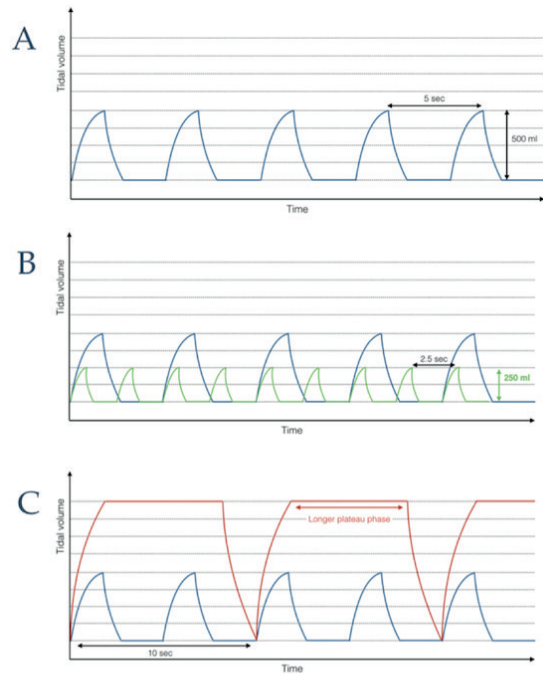 A
Tidal volume
5 sec
500 ml
Time
B
Tidal volume
2.5 sec
250 ml
Time
C
Tidal volume
Longer plateau phase
10 sec
Time